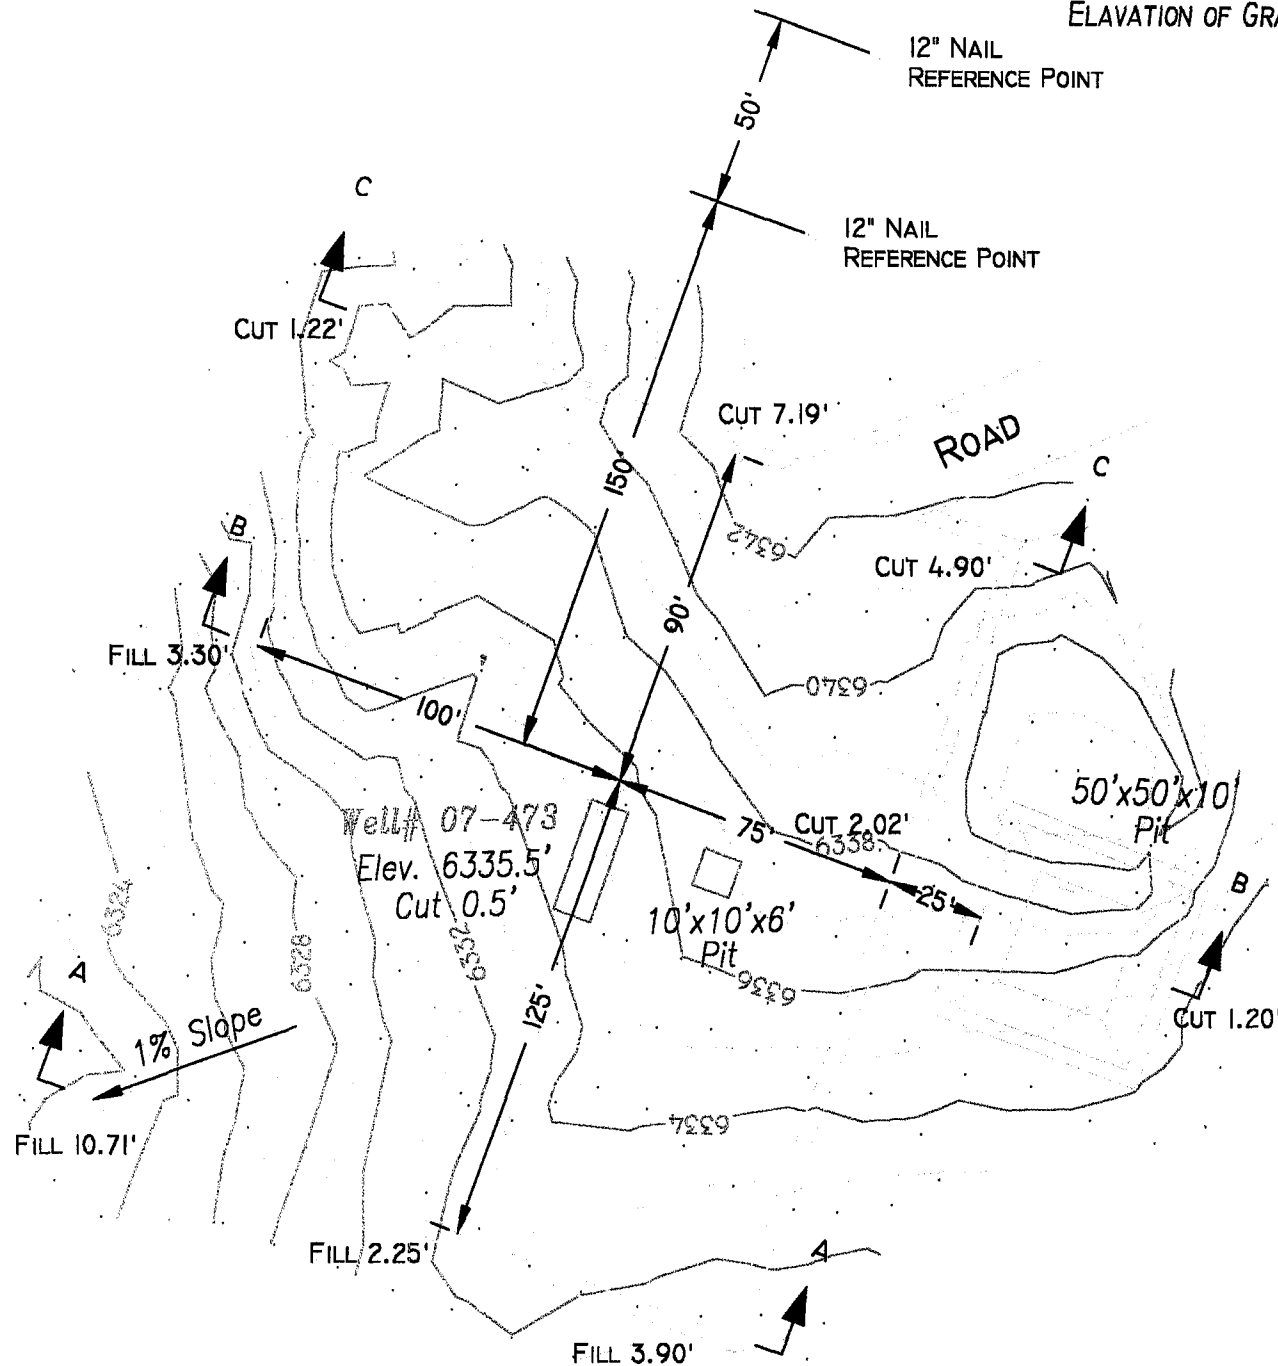 ELAVATION OF GRA
12" NAIL
REFERENCE POINT
50'
C
12" NAIL
REFERENCE POINT
CUT 1.22'
CUT 7.19'
ROAD
C
150'
B
6342
CUT 4.90'
90'
FILL 3.30'
6340
100'
50'x50'x10'
Pit
Well# 07-473
Elev. 6335.5'
Cut 0.5'
75'
CUT 2.02'
6338
25'
B
10'x10'x6'
Pit
6324
6328
6332
6336
A
125'
1% Slope
CUT 1.20'
6334
FILL 10.71'
FILL 2.25'
A
FILL 3.90'